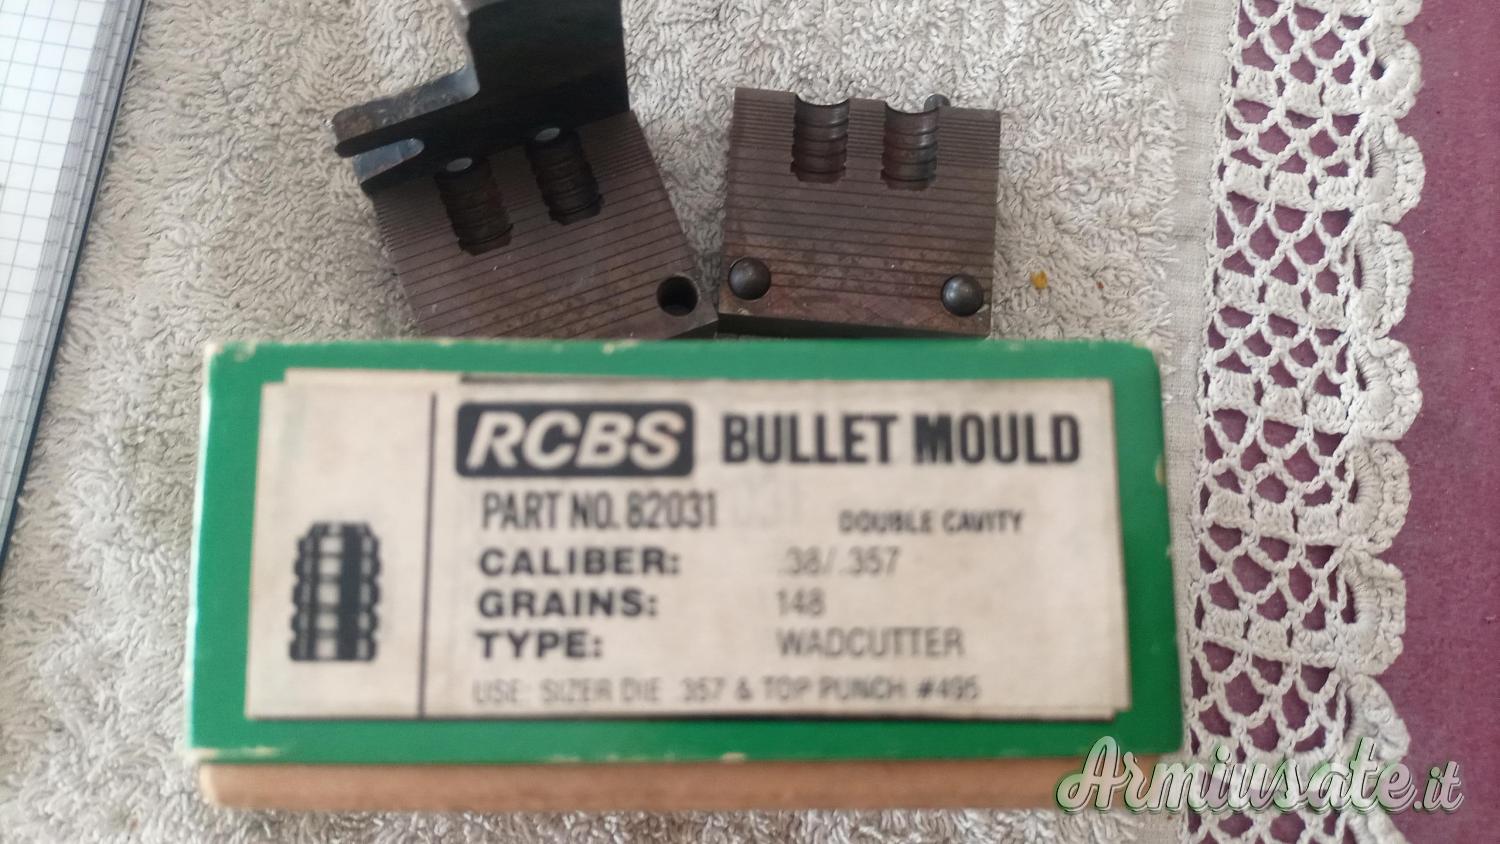 RCBS BULLET MOULD
PART NO. 82031
DOUBLE CAVITY
CALIBER: .38/.357
GRAINS: 148
TYPE: WADCUTTER
USE: SIZER DIE .357 & TOP PUNCH #495
Armiusate.it